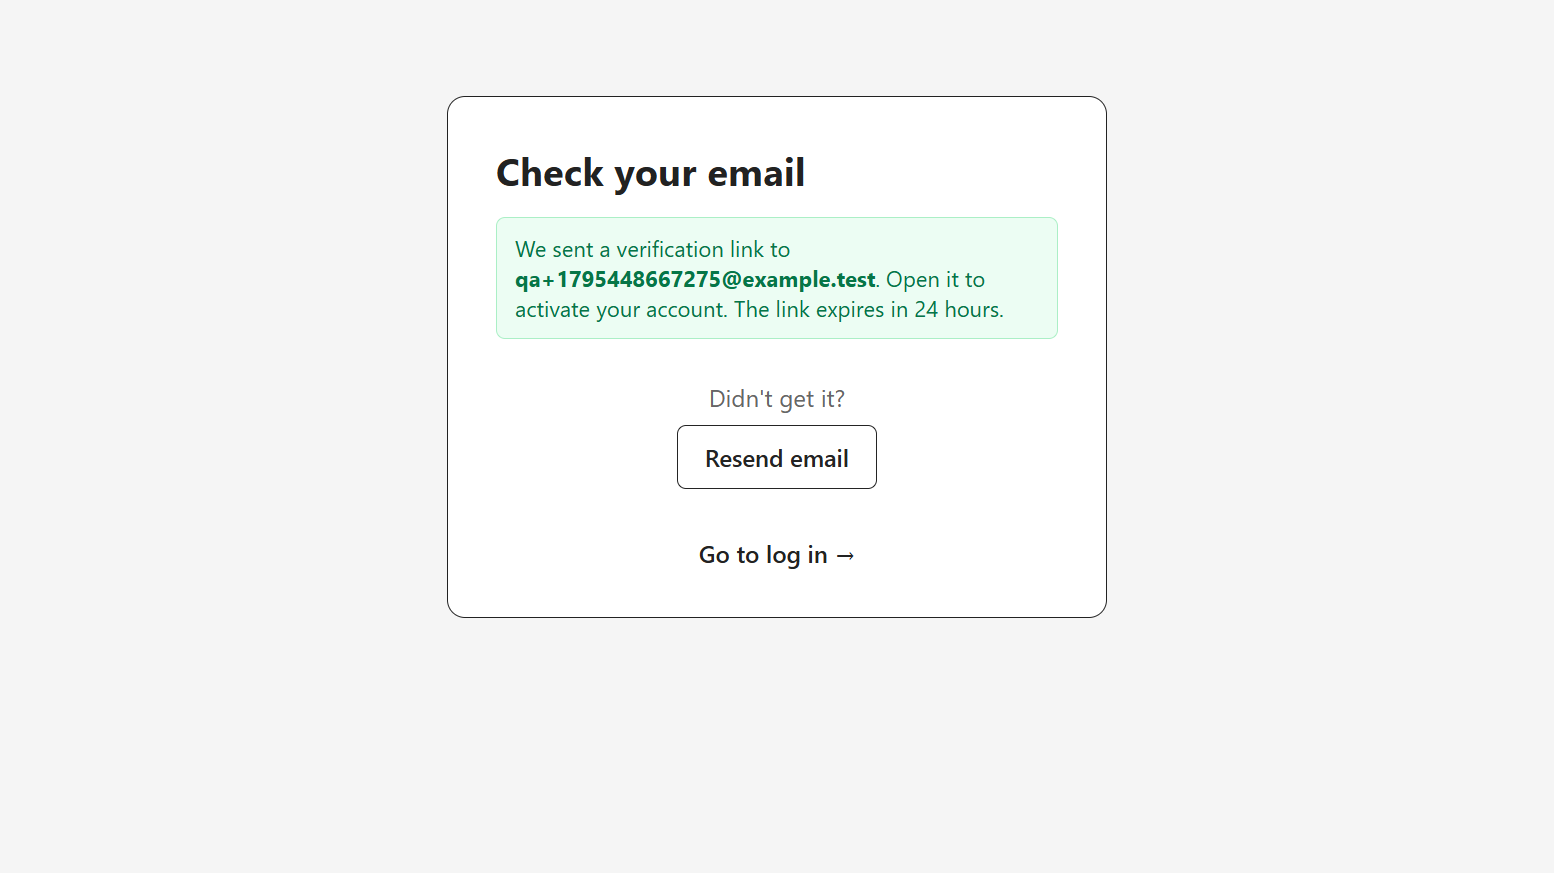 Check your email
We sent a verification link to
qa+1795448667275@example.test. Open it to
activate your account. The link expires in 24 hours.
Didn't get it?
Resend email
Go to log in →